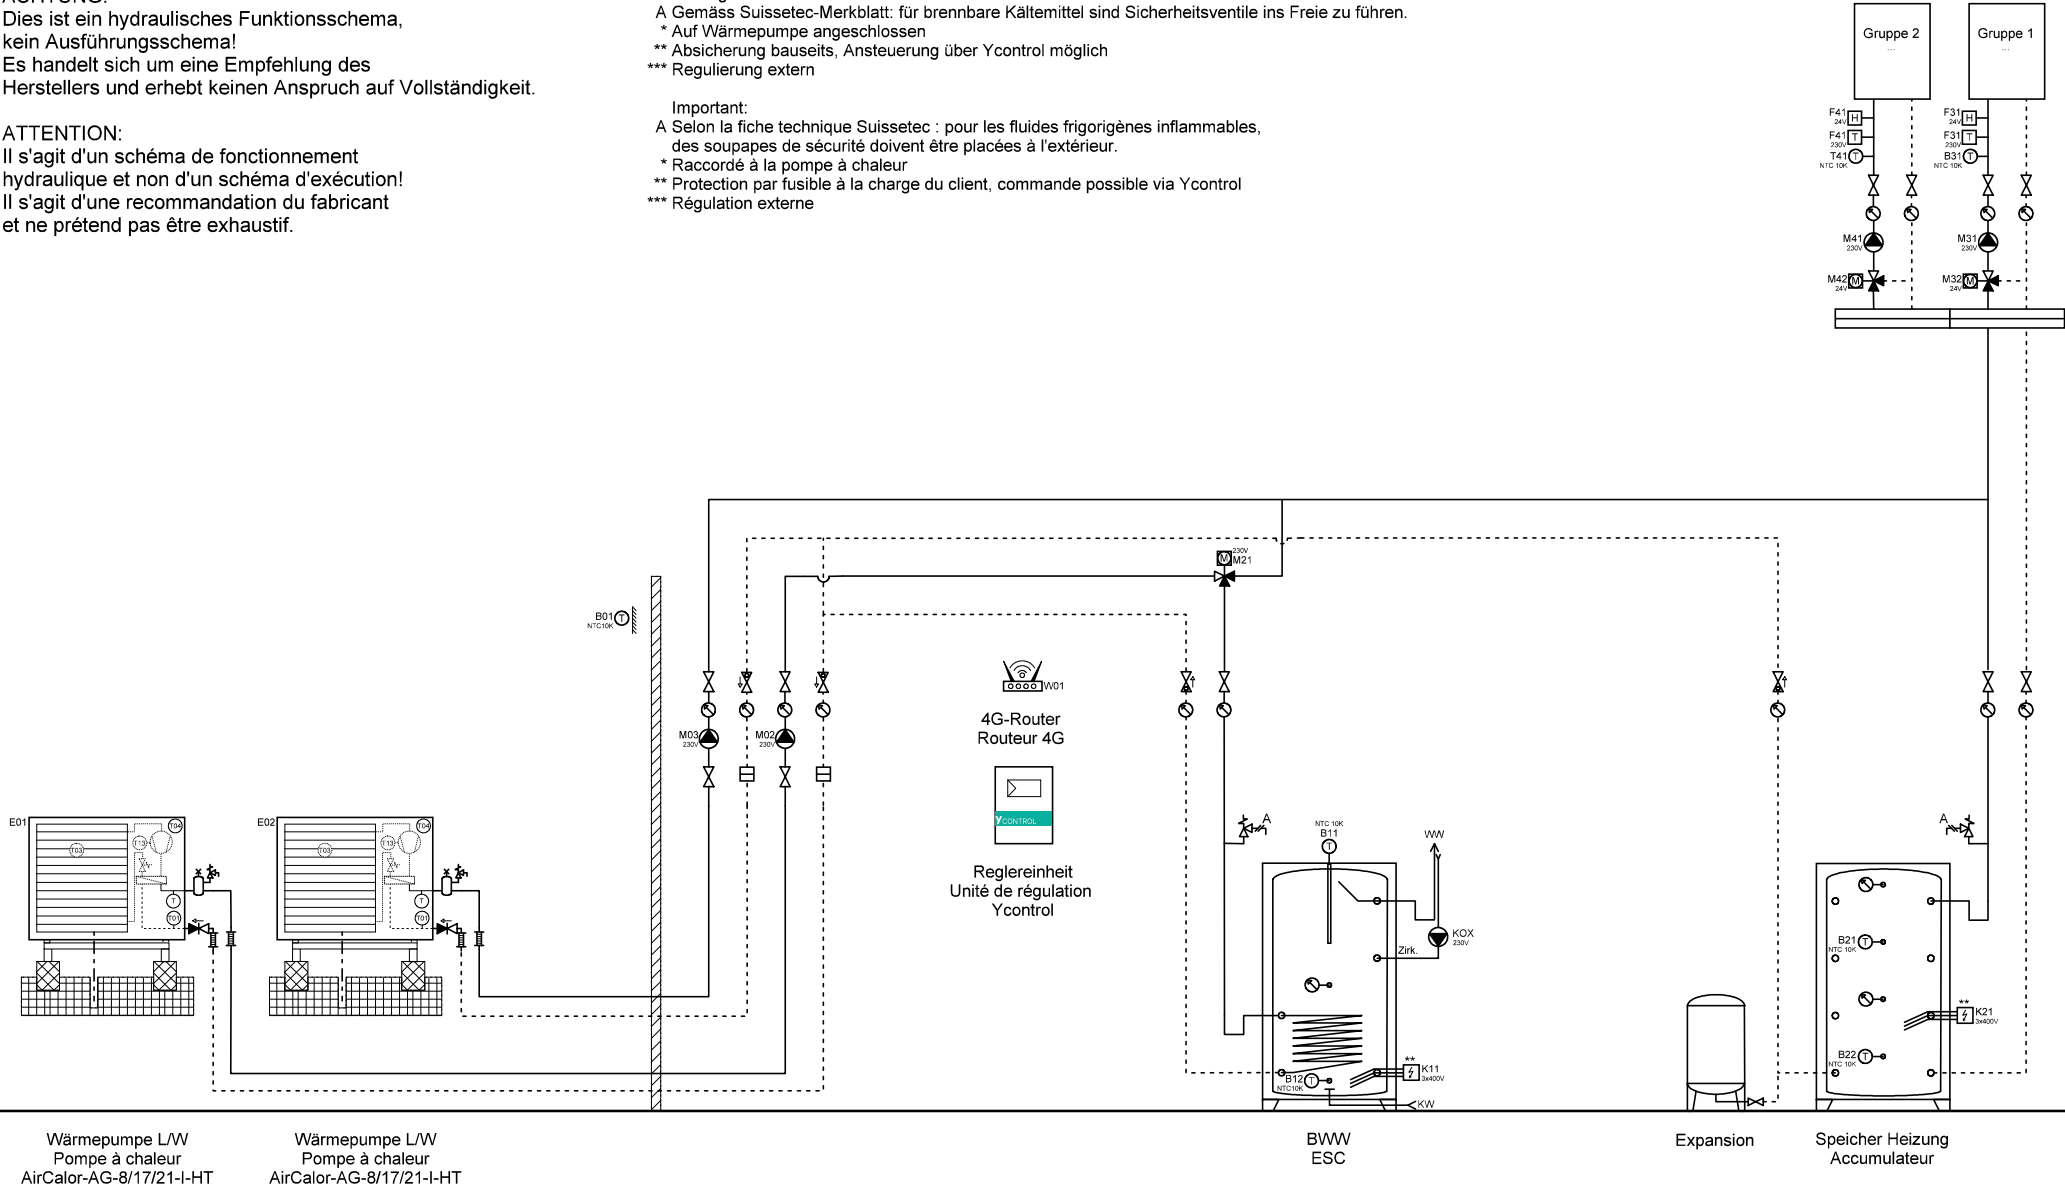 ACHTUNG:
Dies ist ein hydraulisches Funktionsschema,
kein Ausführungsschema!
Es handelt sich um eine Empfehlung des
Herstellers und erhebt keinen Anspruch auf Vollständigkeit.
ATTENTION:
Il s'agit d'un schéma de fonctionnement
hydraulique et non d'un schéma d'exécution!
Il s'agit d'une recommandation du fabricant
et ne prétend pas être exhaustif.
A Gemäss Suissetec-Merkblatt: für brennbare Kältemittel sind Sicherheitsventile ins Freie zu führen.
* Auf Wärmepumpe angeschlossen
** Absicherung bauseits, Ansteuerung über Ycontrol möglich
*** Regulierung extern
Important:
A Selon la fiche technique Suissetec : pour les fluides frigorigènes inflammables,
des soupapes de sécurité doivent être placées à l'extérieur.
* Raccordé à la pompe à chaleur
** Protection par fusible à la charge du client, commande possible via Ycontrol
*** Régulation externe
Gruppe 2
...
Gruppe 1
...
F41
24V
H
F31
24V
H
F41
230V
T
F31
230V
T
T41
NTC 10K
T
B31
NTC 10K
T
M41
230V
M31
230V
M42
24V
M
M32
24V
M
230V
M
M21
B01
NTC10K
T
W01
4G-Router
Routeur 4G
M03
230V
M02
230V
YCONTROL
Reglereinheit
Unité de régulation
Ycontrol
E01
T04
T13
T03
T
T01
E02
T04
T13
T03
T
T01
A
NTC 10K
B11
T
WW
KOX
230V
Zirk.
B12
NTC10K
T
**
K11
3x400V
KW
A
B21
NTC 10K
T
**
K21
3x400V
B22
NTC 10K
T
Wärmepumpe L/W
Pompe à chaleur
AirCalor-AG-8/17/21-I-HT
Wärmepumpe L/W
Pompe à chaleur
AirCalor-AG-8/17/21-I-HT
BWW
ESC
Expansion
Speicher Heizung
Accumulateur